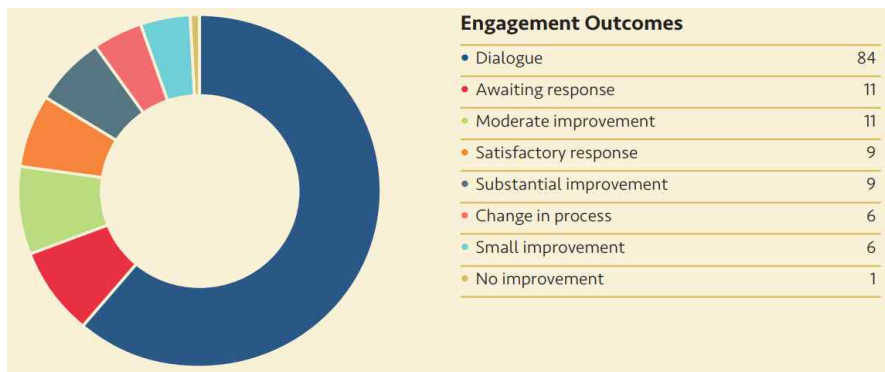 Engagement Outcomes
• Dialogue 84
• Awaiting response 11
• Moderate improvement 11
• Satisfactory response 9
• Substantial improvement 9
• Change in process 6
• Small improvement 6
• No improvement 1